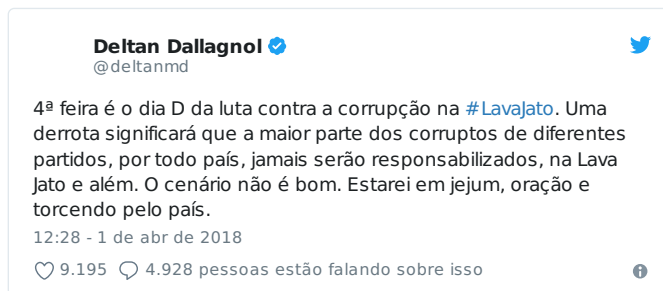 Deltan Dallagnol
@deltanmd
4ª feira é o dia D da luta contra a corrupção na #LavaJato. Uma
derrota significará que a maior parte dos corruptos de diferentes
partidos, por todo país, jamais serão responsabilizados, na Lava
Jato e além. O cenário não é bom. Estarei em jejum, oração e
torcendo pelo país.
12:28 - 1 de abr de 2018
9.195 4.928 pessoas estão falando sobre isso